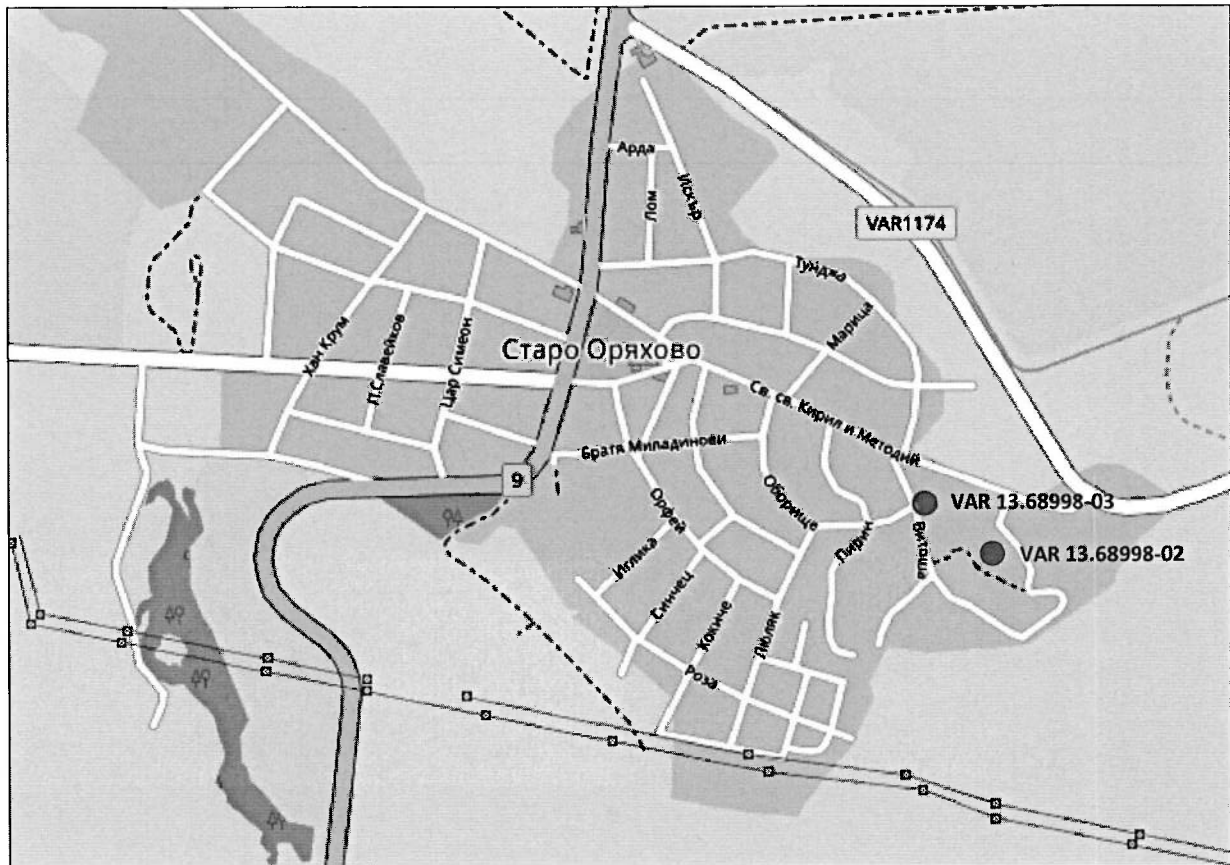 Арда
Лом
Искър
VAR1174
Тунджа
Марица
Хан Крум
П.Славейков
Цар Симеон
Старо Оряхово
Св. св. Кирил и Методий
Братя Миладинови
9
Оборище
Орфей
Пирин
VAR 13.68998-03
Витоша
VAR 13.68998-02
Иглика
Синчец
Кокиче
Люляк
Роза